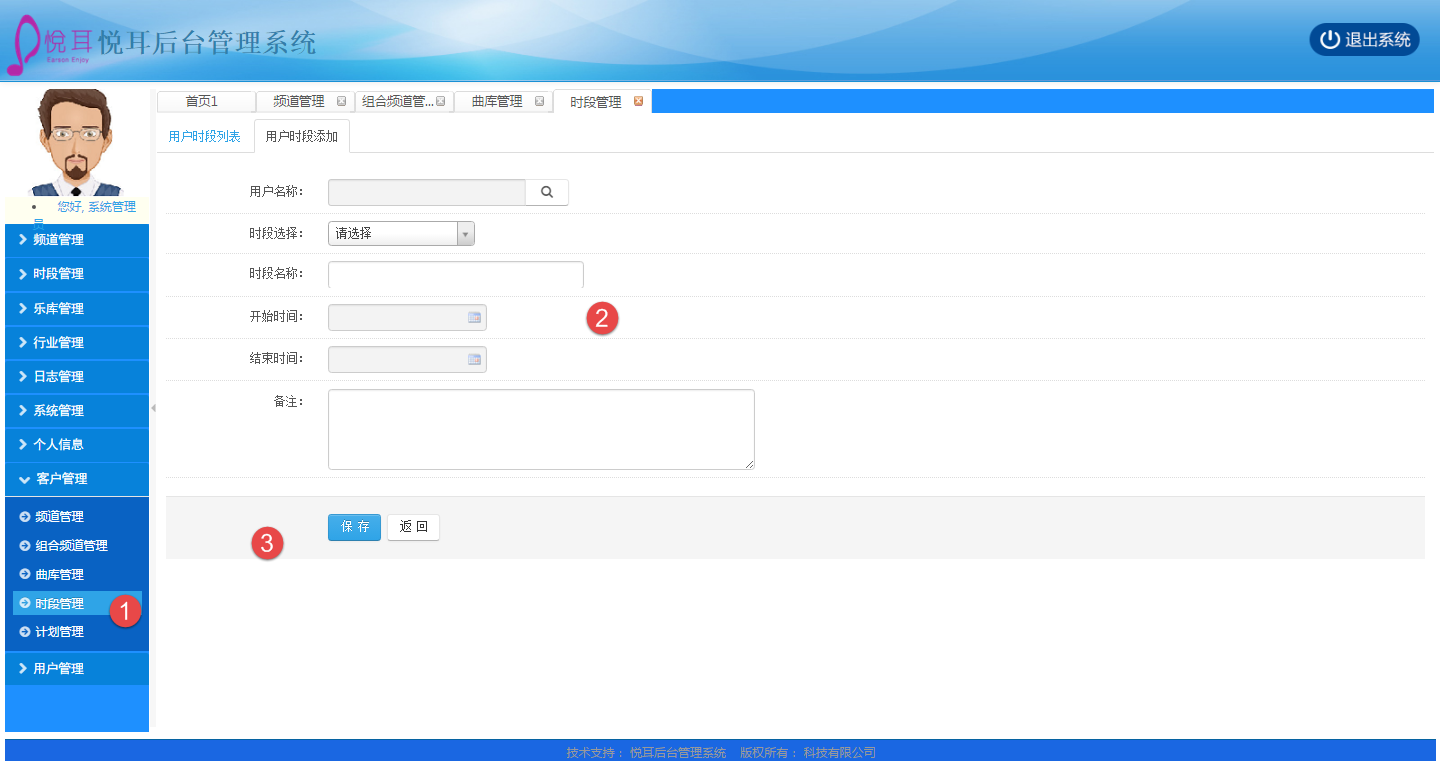 悦耳 悦耳后台管理系统
Earson Enjoy
退出系统
首页1 频道管理 组合频道管... 曲库管理 时段管理
用户时段列表 用户时段添加
您好, 系统管理
员
频道管理
时段管理
乐库管理
行业管理
日志管理
系统管理
个人信息
客户管理
频道管理
组合频道管理
曲库管理
时段管理 1
计划管理
用户管理
用户名称：
时段选择： 请选择
时段名称：
开始时间： 2
结束时间：
备注：
3 保 存 返 回
技术支持： 悦耳后台管理系统 版权所有： 科技有限公司